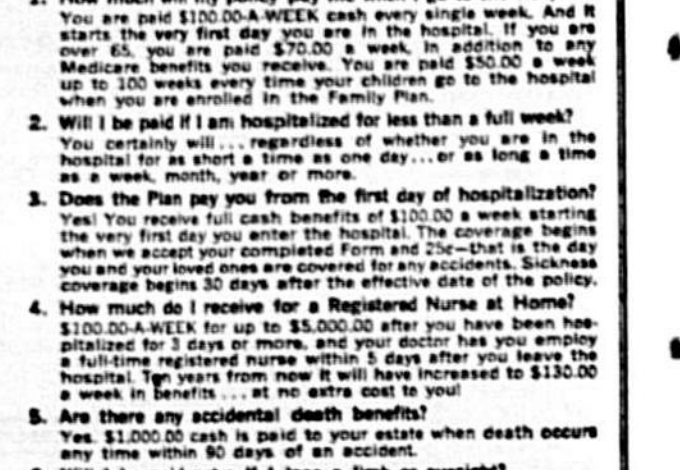 You are paid $100.00-A-WEEK cash every single week. And it
starts the very first day you are in the hospital. If you are
over 65, you are paid $70.00 a week, in addition to any
Medicare benefits you receive. You are paid $50.00 a week
up to 100 weeks every time your children go to the hospital
when you are enrolled in the Family Plan.
2. Will I be paid if I am hospitalized for less than a full week?
You certainly will...regardless of whether you are in the
hospital for as short a time as one day...or as long a time
as a week, month, year or more.
3. Does the Plan pay you from the first day of hospitalization?
Yes! You receive full cash benefits of $100.00 a week starting
the very first day you enter the hospital. The coverage begins
when we accept your completed Form and 25c—that is the day
you and your loved ones are covered for any accidents. Sickness
coverage begins 30 days after the effective date of the policy.
4. How much do I receive for a Registered Nurse at Home?
$100.00-A-WEEK for up to $5,000.00 after you have been hos-
pitalized for 3 days or more, and your doctor has you employ
a full-time registered nurse within 5 days after you leave the
hospital. Ten years from now it will have increased to $130.00
a week in benefits...at no extra cost to you!
5. Are there any accidental death benefits?
Yes. $1,000.00 cash is paid to your estate when death occurs
any time within 90 days of an accident.